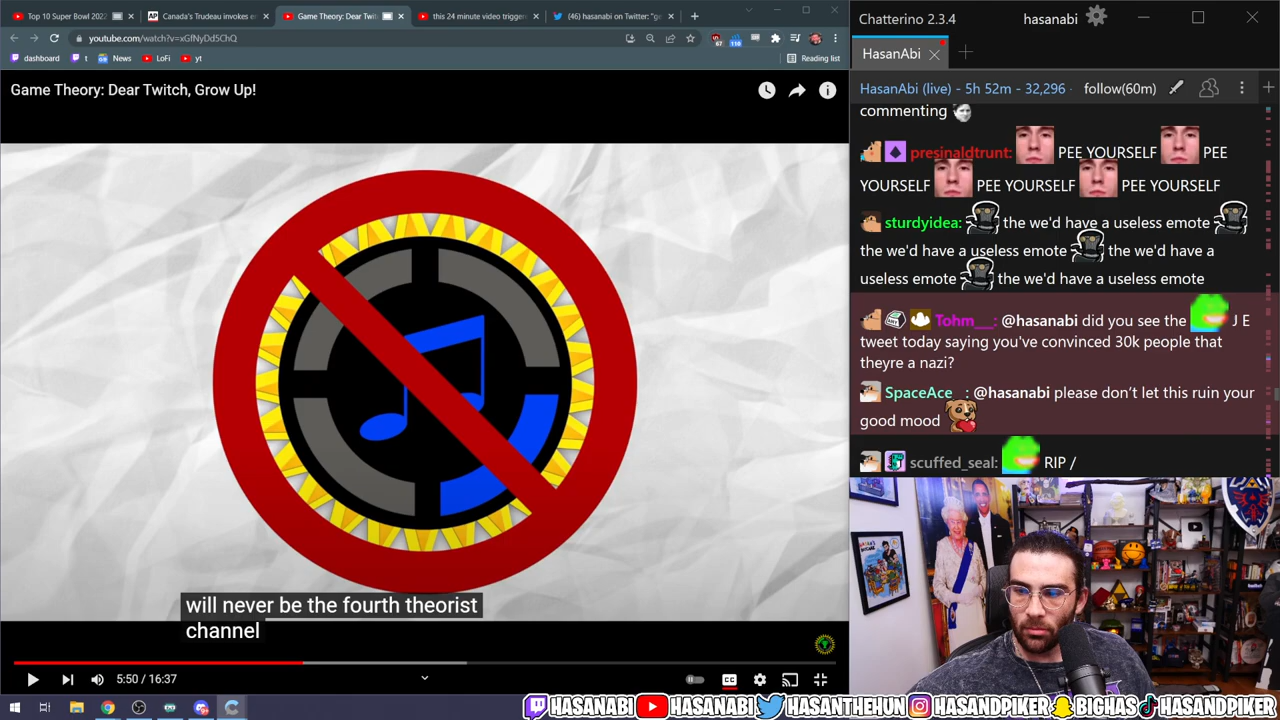 Top 10 Super Bowl 2022
Canada's Trudeau invokes e
Game Theory: Dear Twit
this 24 minute video trigger
(46) hasanabi on Twitter: "ge
youtube.com/watch?v=xGfNyDd5ChQ
67
110
dashboard
t
News
LoFi
yt
Reading list
Game Theory: Dear Twitch, Grow Up!
will never be the fourth theorist
channel
5:50 / 16:37
Chatterino 2.3.4
hasanabi
HasanAbi
HasanAbi (live) - 5h 52m - 32,296
follow(60m)
commenting
presinaldtrunt: PEE YOURSELF PEE
YOURSELF PEE YOURSELF PEE YOURSELF
sturdyidea: the we'd have a useless emote
the we'd have a useless emote the we'd have a
useless emote the we'd have a useless emote
Tohm___: @hasanabi did you see the J E
tweet today saying you've convinced 30k people that
theyre a nazi?
SpaceAce__: @hasanabi please don't let this ruin your
good mood
scuffed_seal: RIP /
HASANABI HASANABI HASANTHEHUN HASANDPIKER BIGHAS HASANDPIKER